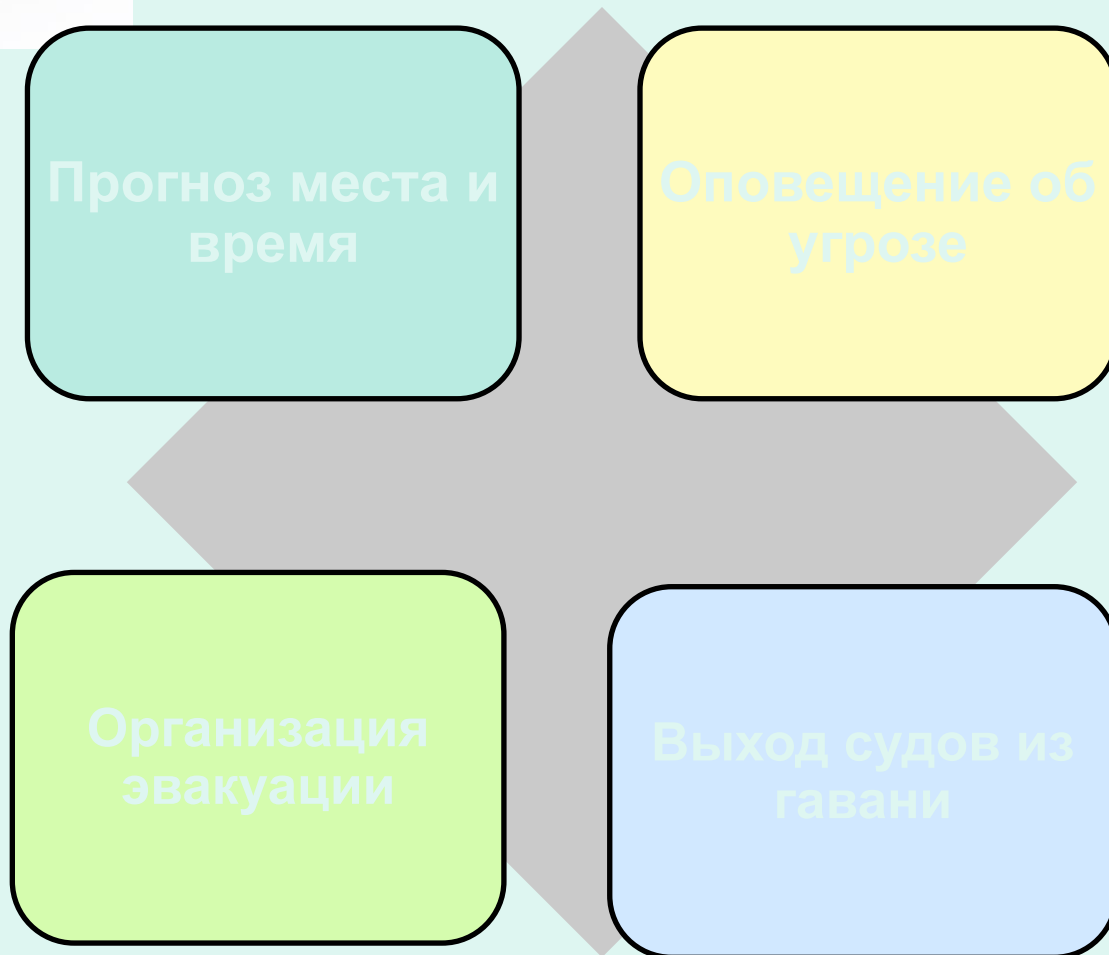 Прогноз места и
время
Оповещение об
угрозе
Организация
эвакуации
Выход судов из
гавани